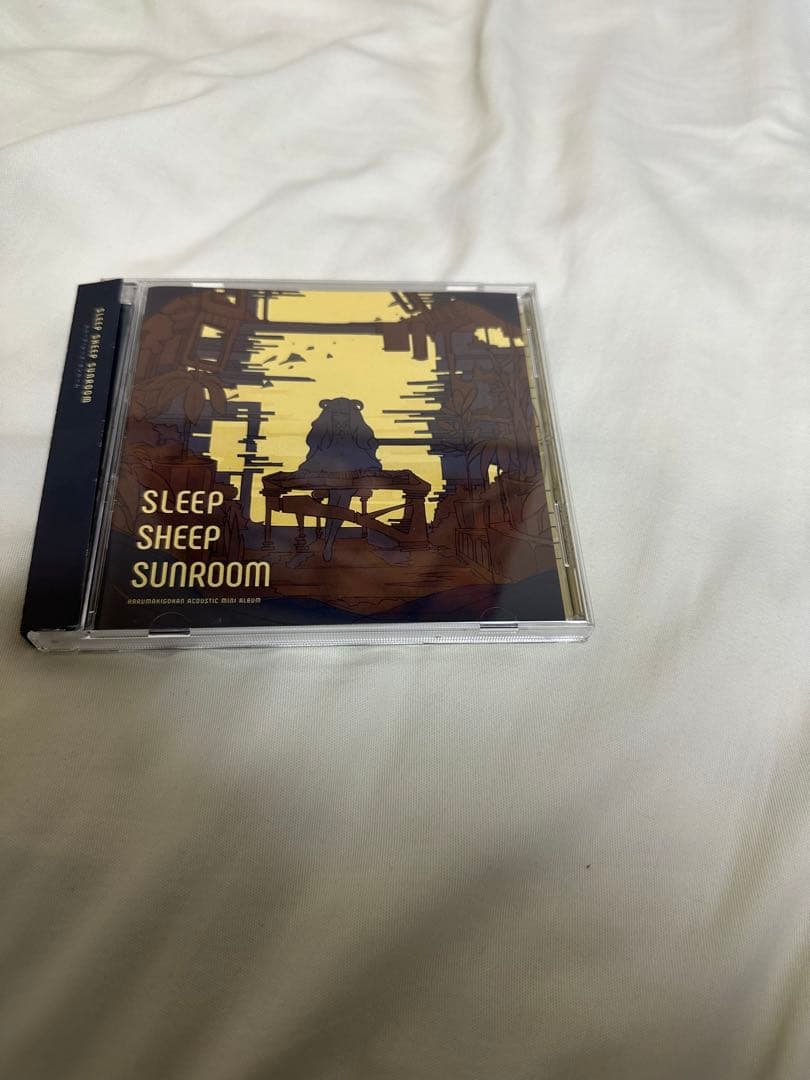 SLEEP SHEEP SUNROOM
SLEEP
SHEEP
SUNROOM
HARUMAKIGOHAN ACOUSTIC MINI ALBUM